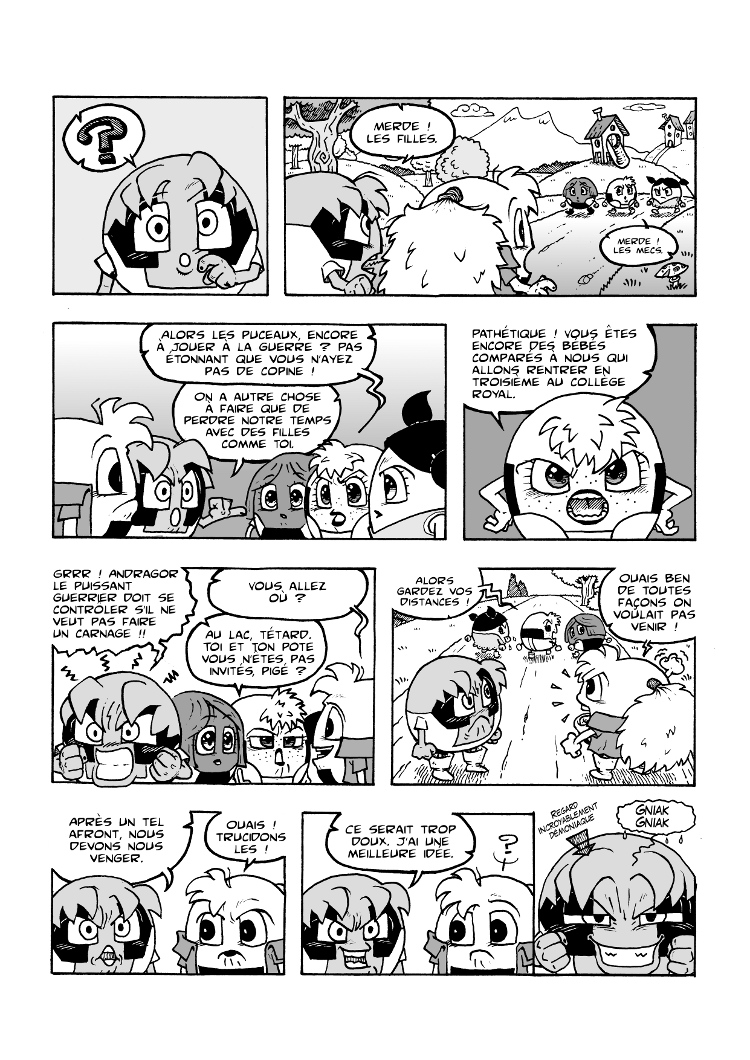 ?
MERDE !
LES FILLES.
MERDE !
LES MECS.
ALORS LES PUCEAUX, ENCORE
À JOUER À LA GUERRE ? PAS
ÉTONNANT QUE VOUS N'AYEZ
PAS DE COPINE !
ON A AUTRE CHOSE
À FAIRE QUE DE
PERDRE NOTRE TEMPS
AVEC DES FILLES
COMME TOI.
PATHÉTIQUE ! VOUS ÊTES
ENCORE DES BÉBÉS
COMPARÉS À NOUS QUI
ALLONS RENTRER EN
TROISIÈME AU COLLÈGE
ROYAL.
GRRR ! ANDRAGOR
LE PUISSANT
GUERRIER DOIT SE
CONTRÔLER S'IL NE
VEUT PAS FAIRE
UN CARNAGE !!
VOUS ALLEZ
OÙ ?
AU LAC, TÉTARD.
TOI ET TON POTE
VOUS N'ÊTES PAS
INVITÉS, PIGÉ ?
ALORS
GARDEZ VOS
DISTANCES !
OUAIS BEN
DE TOUTES
FAÇONS ON
VOULAIT PAS
VENIR !
APRÈS UN TEL
AFRONT, NOUS
DEVONS NOUS
VENGER.
OUAIS !
TRUCIDONS
LES !
CE SERAIT TROP
DOUX. J'AI UNE
MEILLEURE IDÉE.
?
REGARD
INCROYABLEMENT
DÉMONIAQUE
GNIAK
GNIAK